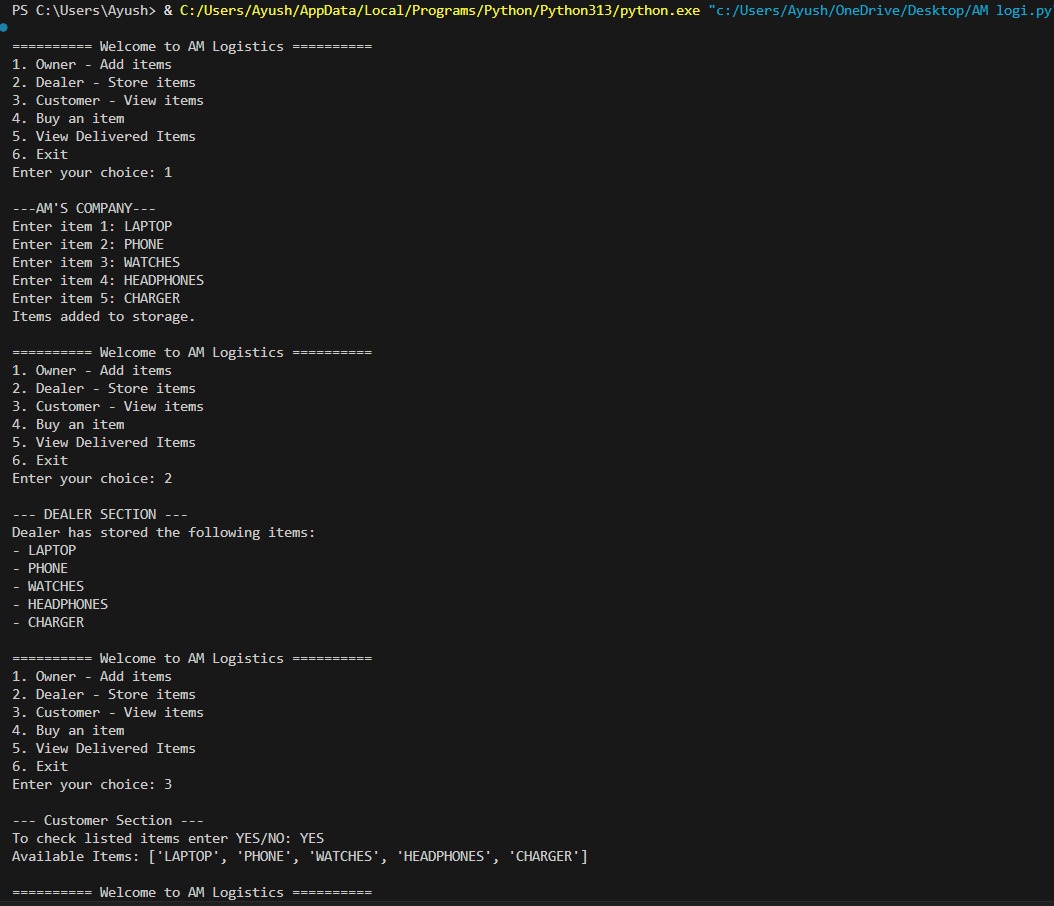 PS C:\Users\Ayush> & C:/Users/Ayush/AppData/Local/Programs/Python/Python313/python.exe "c:/Users/Ayush/OneDrive/Desktop/AM logi.py
========== Welcome to AM Logistics ==========
1. Owner - Add items
2. Dealer - Store items
3. Customer - View items
4. Buy an item
5. View Delivered Items
6. Exit
Enter your choice: 1
---AM'S COMPANY---
Enter item 1: LAPTOP
Enter item 2: PHONE
Enter item 3: WATCHES
Enter item 4: HEADPHONES
Enter item 5: CHARGER
Items added to storage.
========== Welcome to AM Logistics ==========
1. Owner - Add items
2. Dealer - Store items
3. Customer - View items
4. Buy an item
5. View Delivered Items
6. Exit
Enter your choice: 2
--- DEALER SECTION ---
Dealer has stored the following items:
- LAPTOP
- PHONE
- WATCHES
- HEADPHONES
- CHARGER
========== Welcome to AM Logistics ==========
1. Owner - Add items
2. Dealer - Store items
3. Customer - View items
4. Buy an item
5. View Delivered Items
6. Exit
Enter your choice: 3
--- Customer Section ---
To check listed items enter YES/NO: YES
Available Items: ['LAPTOP', 'PHONE', 'WATCHES', 'HEADPHONES', 'CHARGER']
========== Welcome to AM Logistics ==========